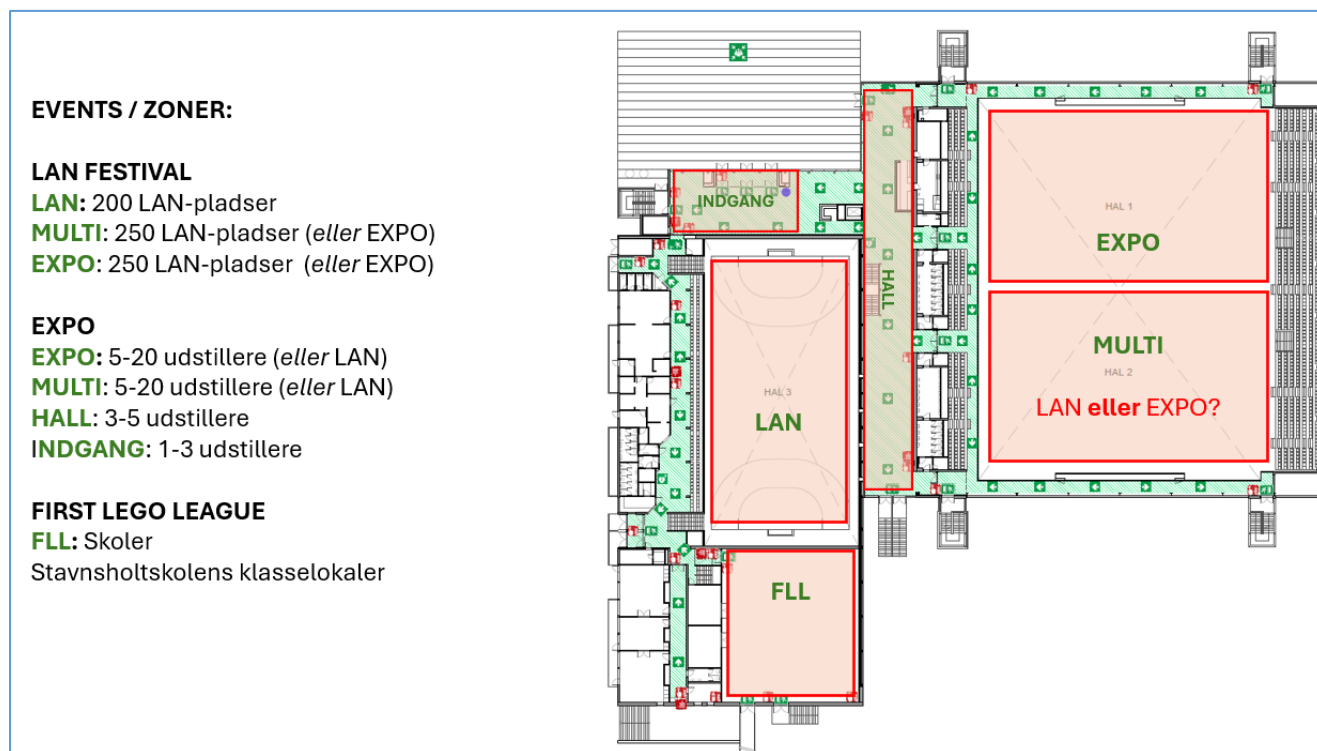 EVENTS / ZONER:
LAN FESTIVAL
LAN: 200 LAN-pladser
MULTI: 250 LAN-pladser (eller EXPO)
EXPO: 250 LAN-pladser (eller EXPO)
EXPO
EXPO: 5-20 udstillere (eller LAN)
MULTI: 5-20 udstillere (eller LAN)
HALL: 3-5 udstillere
INDGANG: 1-3 udstillere
FIRST LEGO LEAGUE
FLL: Skoler
Stavnsholtskolens klasselokaler
INDGANG
HALL
HAL 1
EXPO
MULTI
HAL 2
LAN eller EXPO?
HAL 3
LAN
FLL